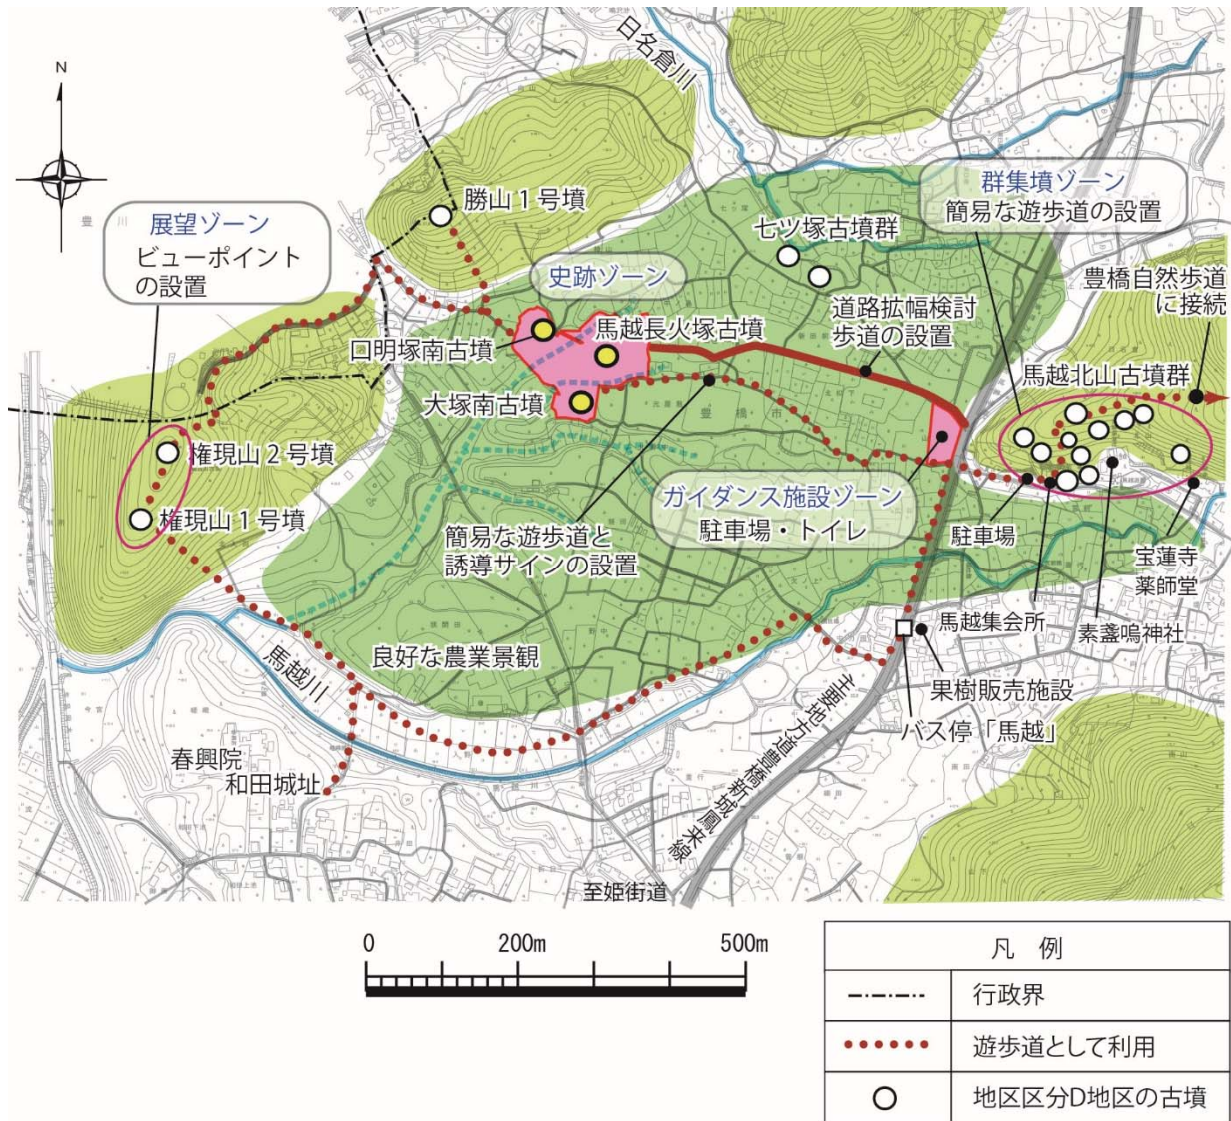 N
日名倉川
勝山1号墳
展望ゾーン
ビューポイント
の設置
群集墳ゾーン
簡易な遊歩道の設置
七ツ塚古墳群
史跡ゾーン
豊橋自然歩道
に接続
道路拡幅検討
歩道の設置
馬越長火塚古墳
口明塚南古墳
馬越北山古墳群
大塚南古墳
豊橋市
権現山2号墳
権現山1号墳
ガイダンス施設ゾーン
駐車場・トイレ
簡易な遊歩道と
誘導サインの設置
駐車場
宝蓮寺
薬師堂
馬越集会所
素盞嗚神社
良好な農業景観
馬越川
果樹販売施設
バス停「馬越」
主要地方道豊橋新城鳳来線
春興院
和田城址
至姫街道
0 200m 500m
凡 例
行政界
遊歩道として利用
地区区分D地区の古墳